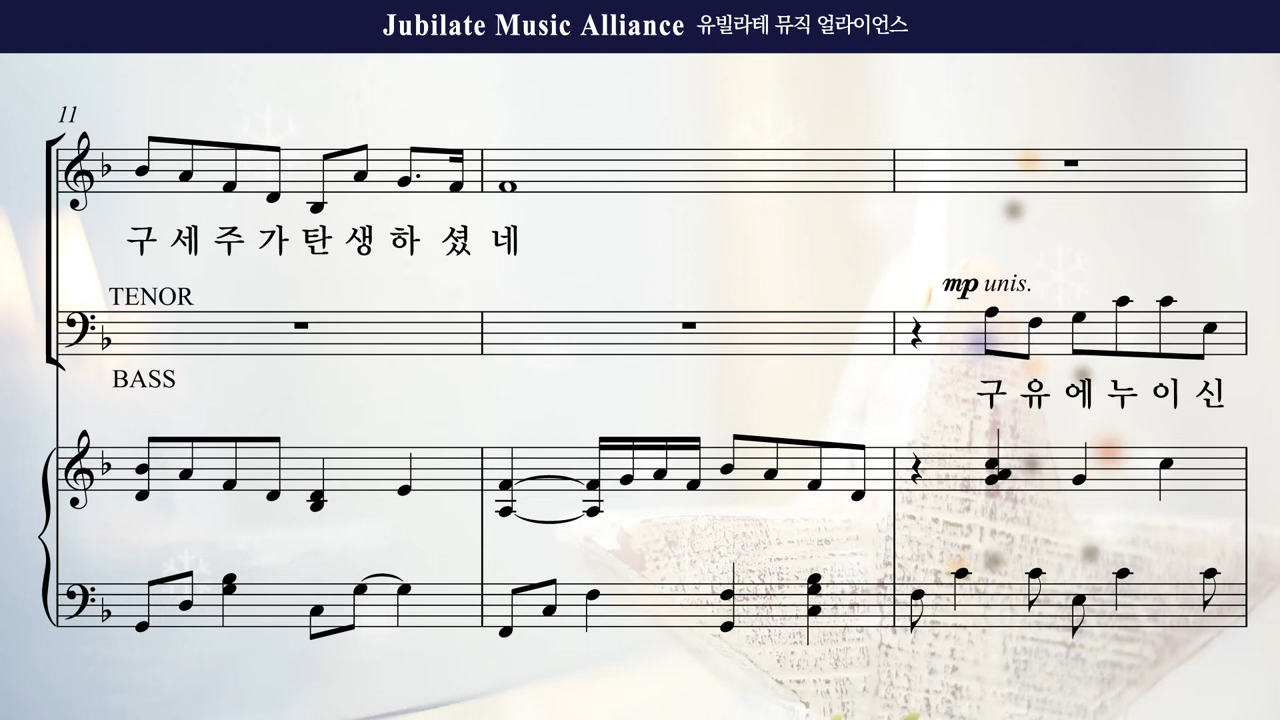 Jubilate Music Alliance 유빌라테 뮤직 얼라이언스
11
구 세 주 가 탄 생 하 셨 네
TENOR
mp unis.
BASS
구 유 에 누 이 신